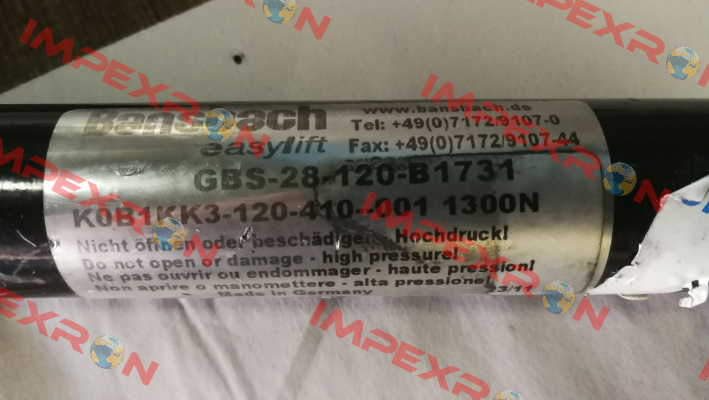 Bansbach
easylift
www.bansbach.de
Tel: +49(0)7172/9107-0
Fax: +49(0)7172/9107-44
GBS-28-120-B1731
K0B1KK3-120-410-A01 1300N
Nicht öffnen oder beschädigen - Hochdruck!
Do not open or damage - high pressure!
Ne pas ouvrir ou endommager - haute pression!
Non aprire o manomettere - alta pressione!
Made in Germany 23/11
IMPEXRON
IMPEXRON
IMPEXRON
IMPEXRON
IMPEXRON